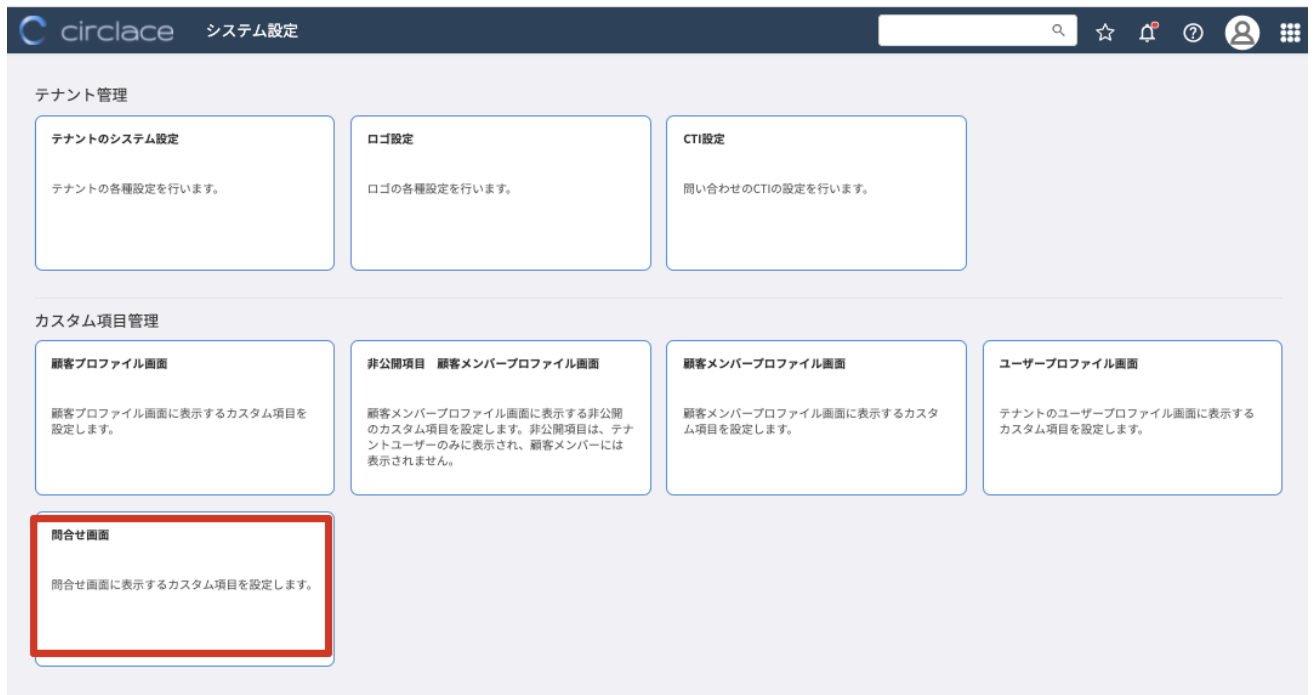 circlace システム設定
テナント管理
テナントのシステム設定
テナントの各種設定を行います。
ロゴ設定
ロゴの各種設定を行います。
CTI設定
問い合わせのCTIの設定を行います。
カスタム項目管理
顧客プロファイル画面
顧客プロファイル画面に表示するカスタム項目を
設定します。
非公開項目　顧客メンバープロファイル画面
顧客メンバープロファイル画面に表示する非公開
のカスタム項目を設定します。非公開項目は、テナ
ントユーザーのみに表示され、顧客メンバーには
表示されません。
顧客メンバープロファイル画面
顧客メンバープロファイル画面に表示するカスタ
ム項目を設定します。
ユーザープロファイル画面
テナントのユーザープロファイル画面に表示する
カスタム項目を設定します。
問合せ画面
問合せ画面に表示するカスタム項目を設定します。